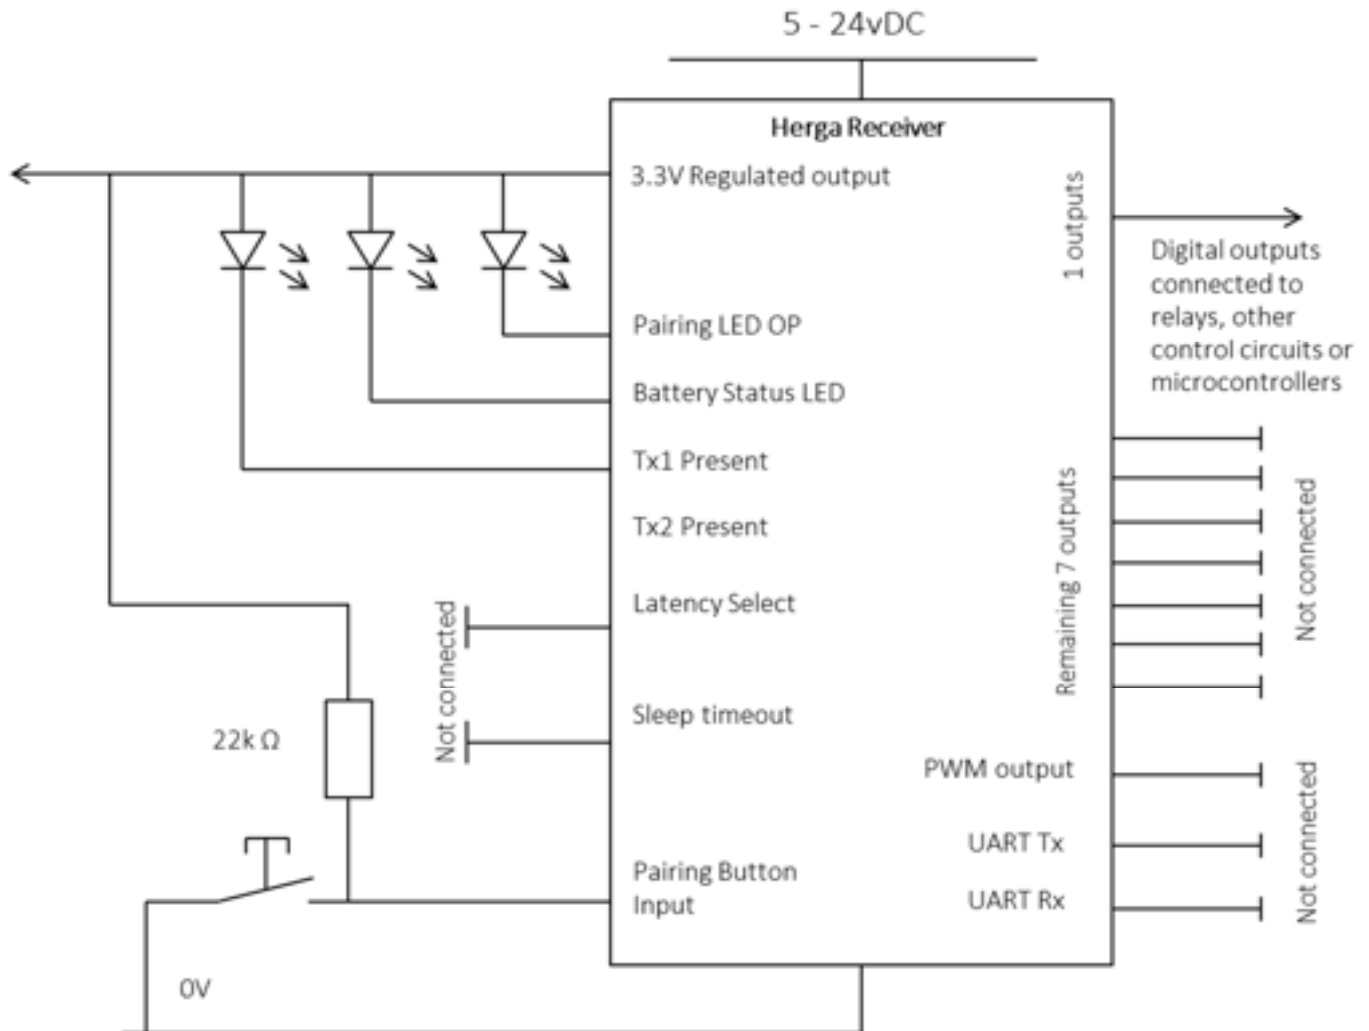 5 - 24vDC
Herga Receiver
3.3V Regulated output
1 outputs
Digital outputs
connected to
relays, other
control circuits or
microcontrollers
Pairing LED OP
Battery Status LED
Tx1 Present
Tx2 Present
Latency Select
Not connected
Sleep timeout
Remaining 7 outputs
Not connected
22k Ω
PWM output
UART Tx
UART Rx
Not connected
Pairing Button
Input
0V